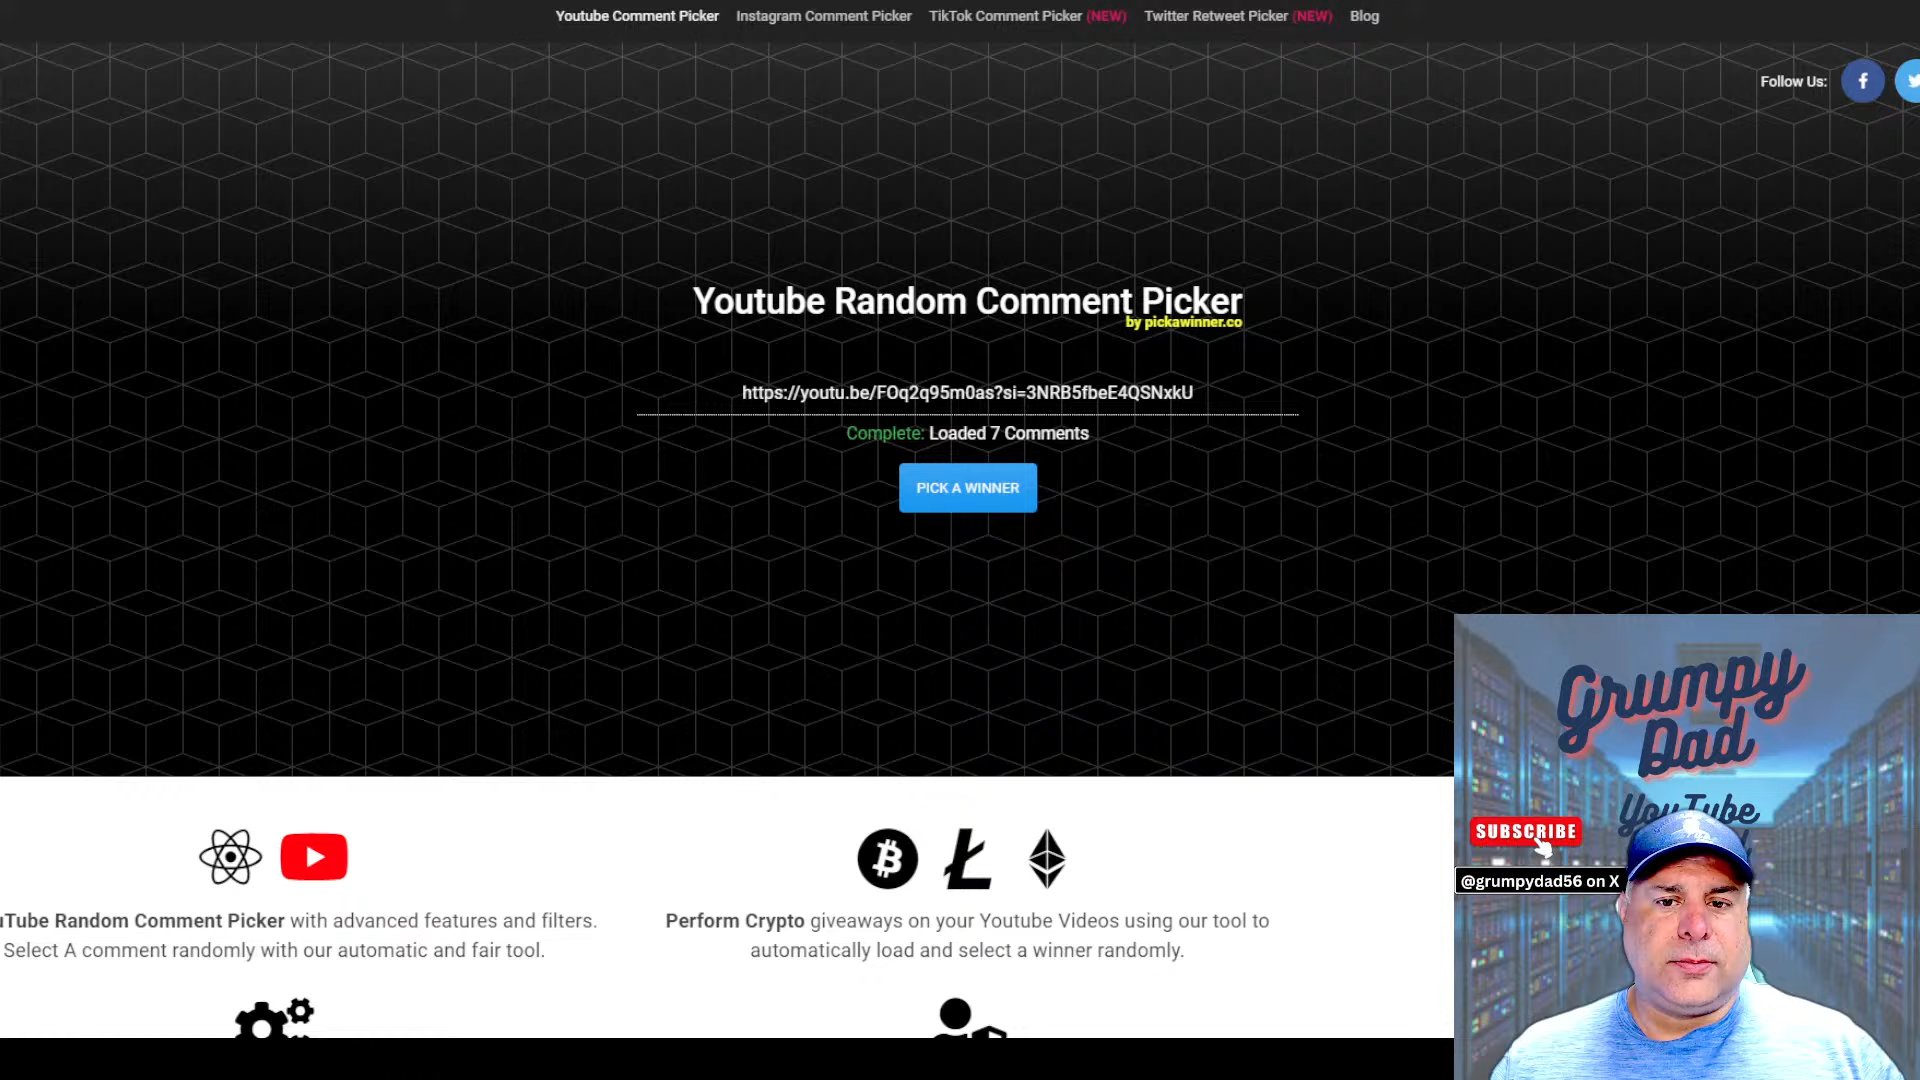 Youtube Comment Picker Instagram Comment Picker TikTok Comment Picker (NEW) Twitter Retweet Picker (NEW) Blog
Follow Us:
Youtube Random Comment Picker
by pickawinner.co
https://youtu.be/FOq2q95m0as?si=3NRB5fbeE4QSNxkU
Complete: Loaded 7 Comments
PICK A WINNER
Grumpy
Dad
YouTube
SUBSCRIBE
@grumpydad56 on X
uTube Random Comment Picker with advanced features and filters.
Select A comment randomly with our automatic and fair tool.
Perform Crypto giveaways on your Youtube Videos using our tool to
automatically load and select a winner randomly.